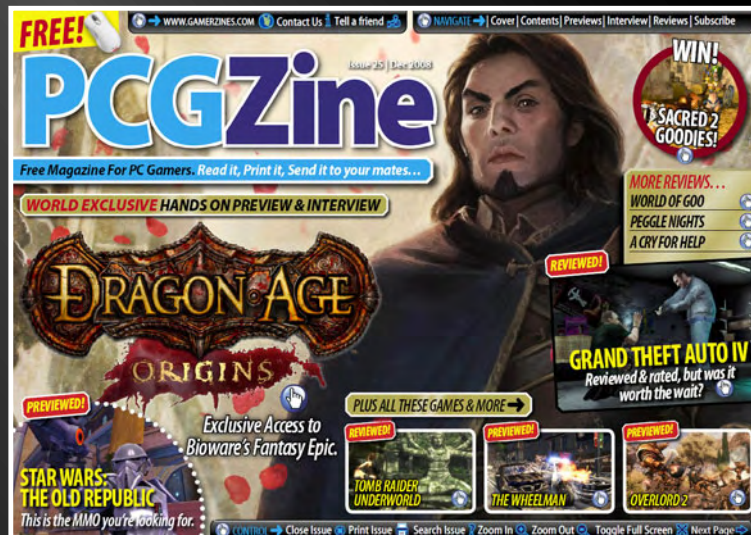 FREE!
WWW.GAMERZINES.COM Contact Us Tell a friend
NAVIGATE Cover | Contents | Previews | Interview | Reviews | Subscribe
Issue 25 | Dec 2008
PCGZine
Free Magazine For PC Gamers. Read it, Print it, Send it to your mates...
WIN!
SACRED 2
GOODIES!
WORLD EXCLUSIVE HANDS ON PREVIEW & INTERVIEW
MORE REVIEWS...
WORLD OF GOO
PEGGLE NIGHTS
A CRY FOR HELP
DRAGON AGE
ORIGINS
Exclusive Access to
Bioware's Fantasy Epic.
REVIEWED!
GRAND THEFT AUTO IV
Reviewed & rated, but was it
worth the wait?
PREVIEWED!
STAR WARS:
THE OLD REPUBLIC
This is the MMO you're looking for.
PLUS ALL THESE GAMES & MORE
REVIEWED!
TOMB RAIDER
UNDERWORLD
PREVIEWED!
THE WHEELMAN
PREVIEWED!
OVERLORD 2
CONTROL Close Issue Print Issue Search Issue Zoom In Zoom Out Toggle Full Screen Next Page